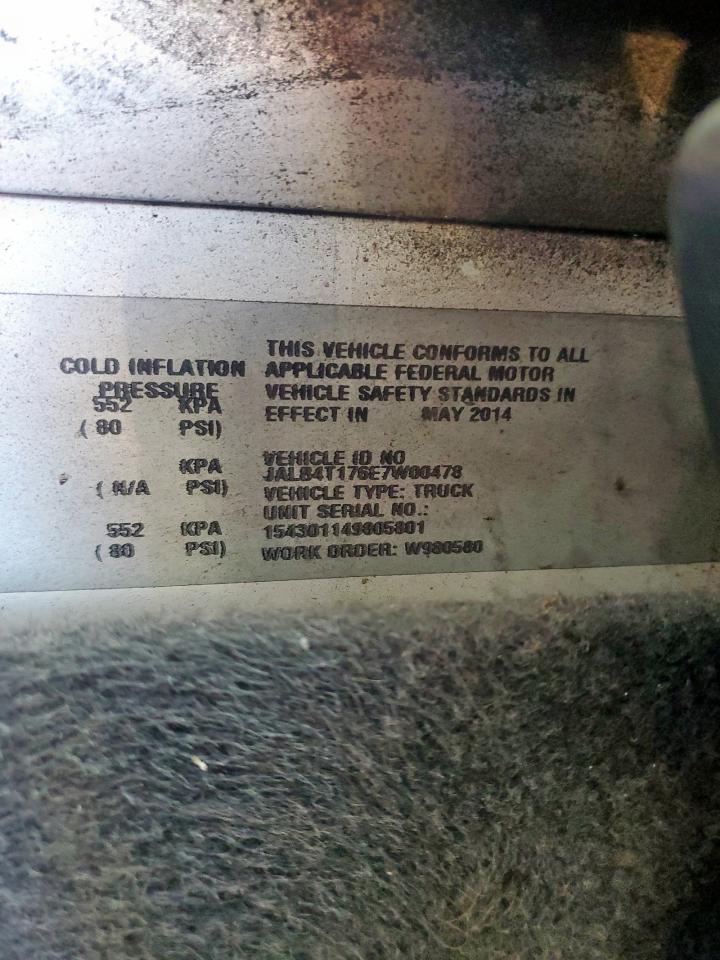 COLD INFLATION
PRESSURE
552 KPA
( 80 PSI)
KPA
( N/A PSI)
552 KPA
( 80 PSI)
THIS VEHICLE CONFORMS TO ALL
APPLICABLE FEDERAL MOTOR
VEHICLE SAFETY STANDARDS IN
EFFECT IN MAY 2014
VEHICLE ID NO
JALB4T176E7W00478
VEHICLE TYPE: TRUCK
UNIT SERIAL NO.:
154301149805801
WORK ORDER: W980580